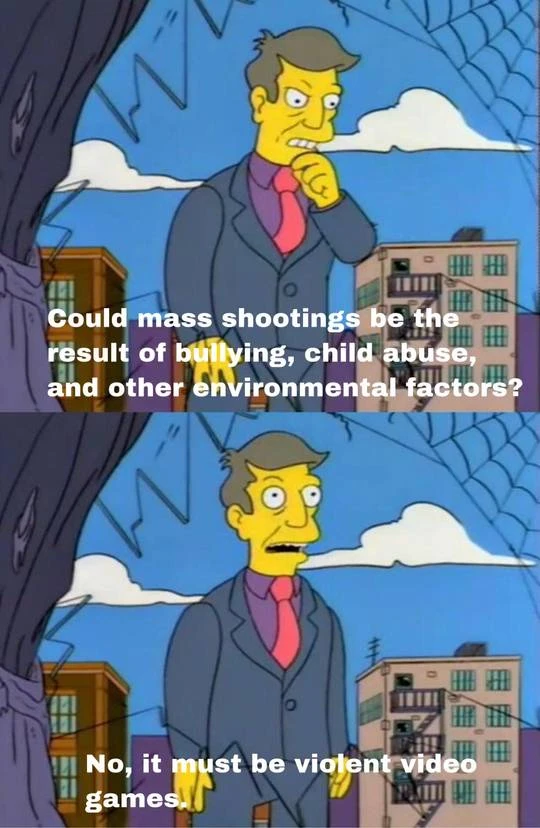 Could mass shootings be the
result of bullying, child abuse,
and other environmental factors?
No, it must be violent video
games.